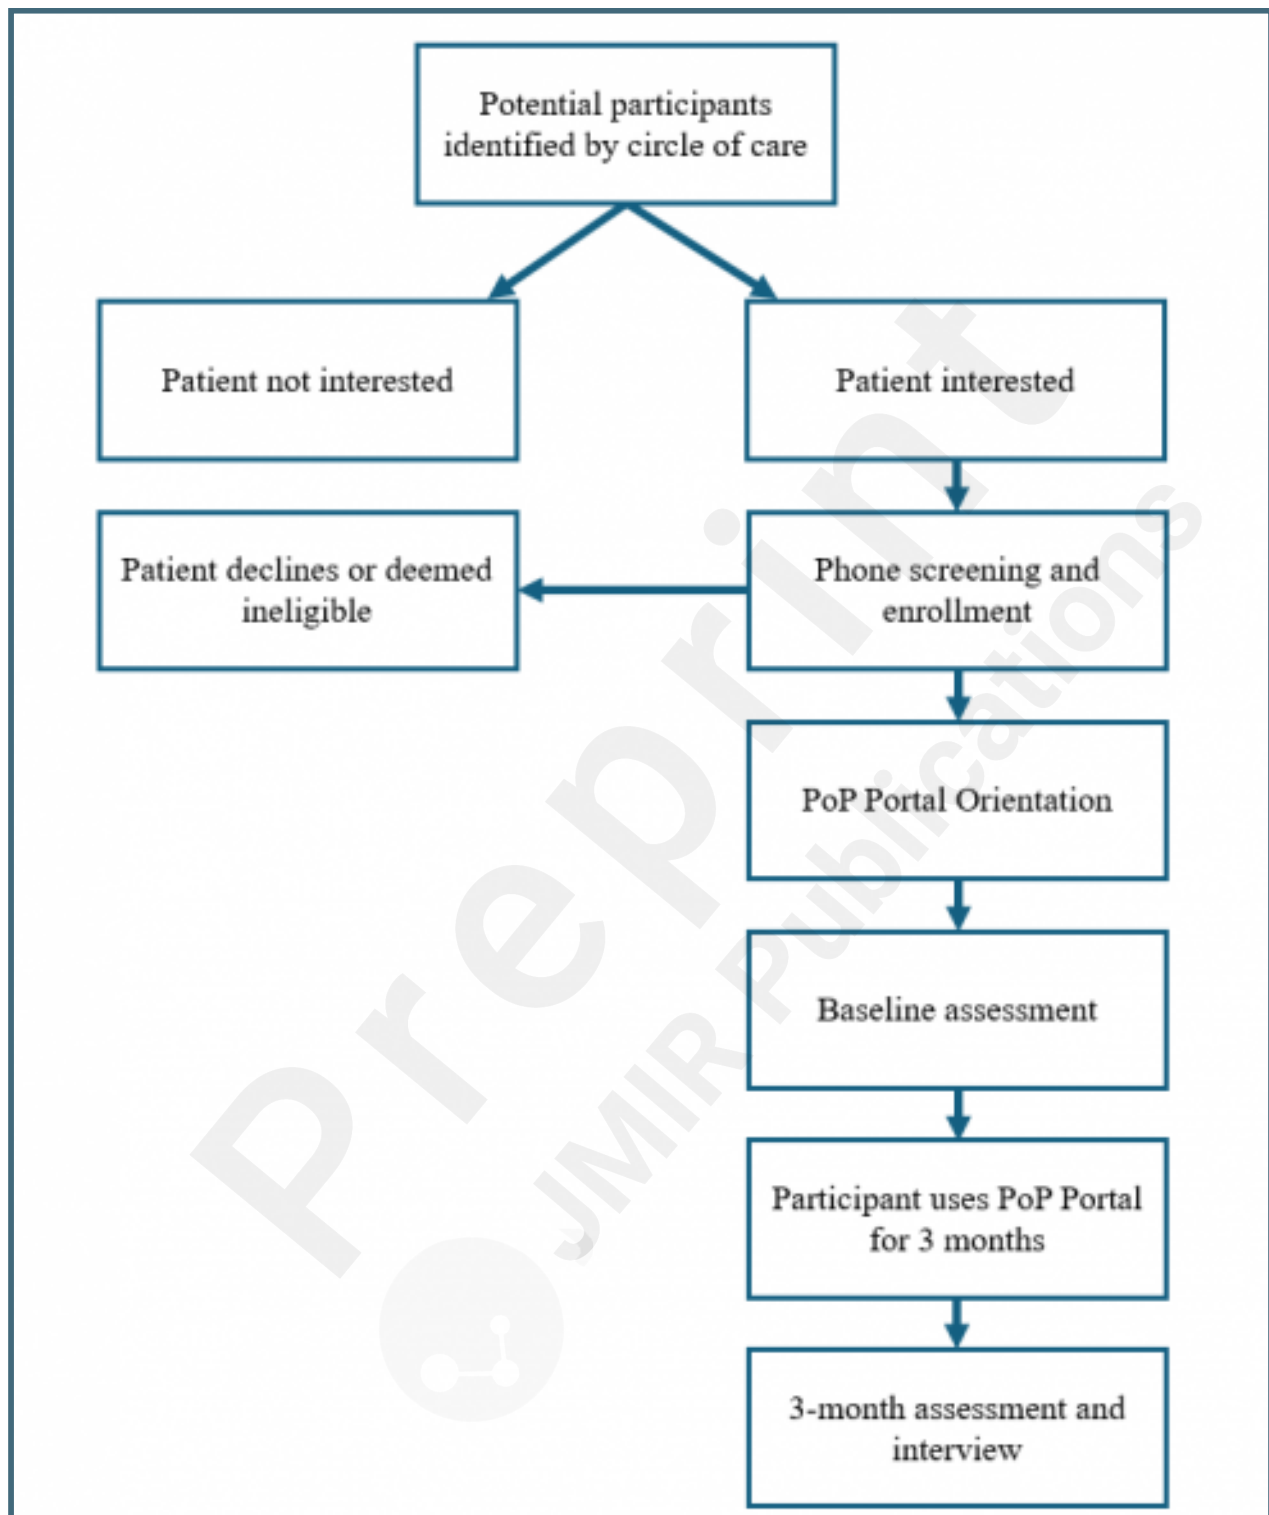 Potential participants
identified by circle of care
Patient not interested
Patient interested
Patient declines or deemed
ineligible
Phone screening and
enrollment
PoP Portal Orientation
Baseline assessment
Participant uses PoP Portal
for 3 months
3-month assessment and
interview
Preprint
JMIR Publications